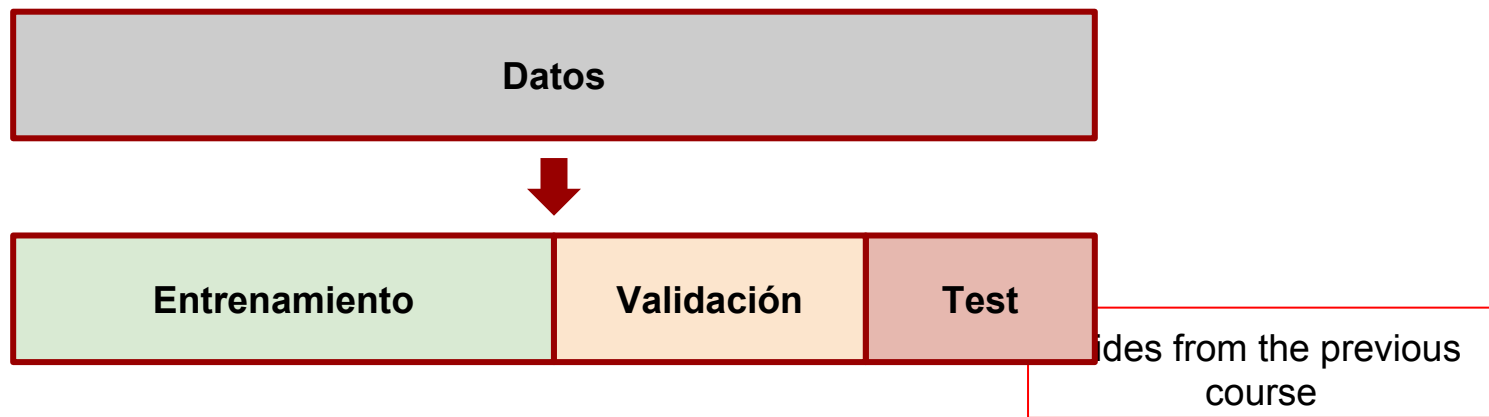 Datos
Entrenamiento Validación Test
ides from the previous
course